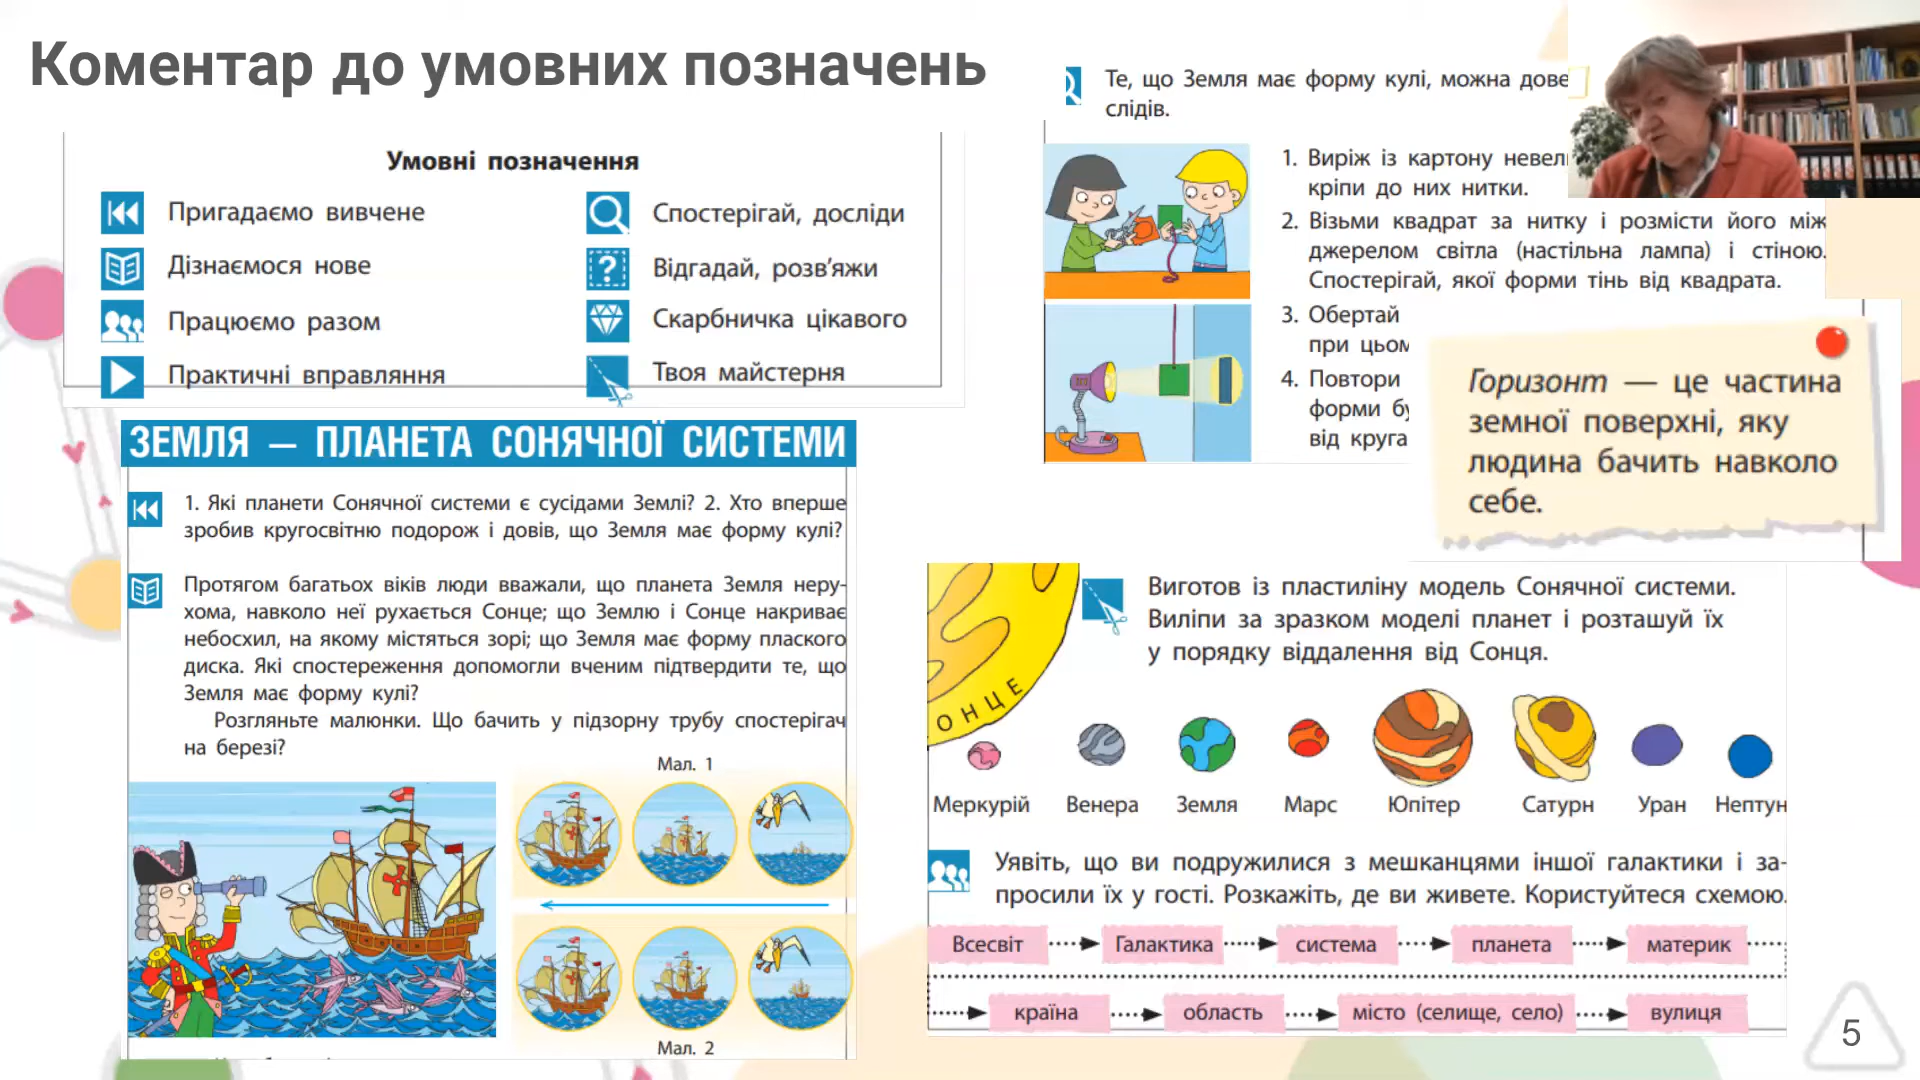 Коментар до умовних позначень
Умовні позначення
Пригадаємо вивчене
Дізнаємося нове
Працюємо разом
Практичні вправляння
Спостерігай, досліди
Відгадай, розв’яжи
Скарбничка цікавого
Твоя майстерня
ЗЕМЛЯ — ПЛАНЕТА СОНЯЧНОЇ СИСТЕМИ
1. Які планети Сонячної системи є сусідами Землі? 2. Хто вперше
зробив кругосвітню подорож і довів, що Земля має форму кулі?
Протягом багатьох віків люди вважали, що планета Земля неру-
хома, навколо неї рухається Сонце; що Землю і Сонце накриває
небосхил, на якому містяться зорі; що Земля має форму плаского
диска. Які спостереження допомогли вченим підтвердити те, що
Земля має форму кулі?
Розгляньте малюнки. Що бачить у підзорну трубу спостерігач
на березі?
Мал. 1
Мал. 2
Те, що Земля має форму кулі, можна дове
слідів.
1. Виріж із картону невел
кріпи до них нитки.
2. Візьми квадрат за нитку і розмісти його між
джерелом світла (настільна лампа) і стіною.
Спостерігай, якої форми тінь від квадрата.
3. Обертай
при цьом
4. Повтори
форми бу
від круга
Горизонт — це частина
земної поверхні, яку
людина бачить навколо
себе.
ОНЦЕ
Виготов із пластиліну модель Сонячної системи.
Виліпи за зразком моделі планет і розташуй їх
у порядку віддалення від Сонця.
Меркурій Венера Земля Марс Юпітер Сатурн Уран Нептун
Уявіть, що ви подружилися з мешканцями іншої галактики і за-
просили їх у гості. Розкажіть, де ви живете. Користуйтеся схемою.
Всесвіт Галактика система планета материк
країна область місто (селище, село) вулиця
5